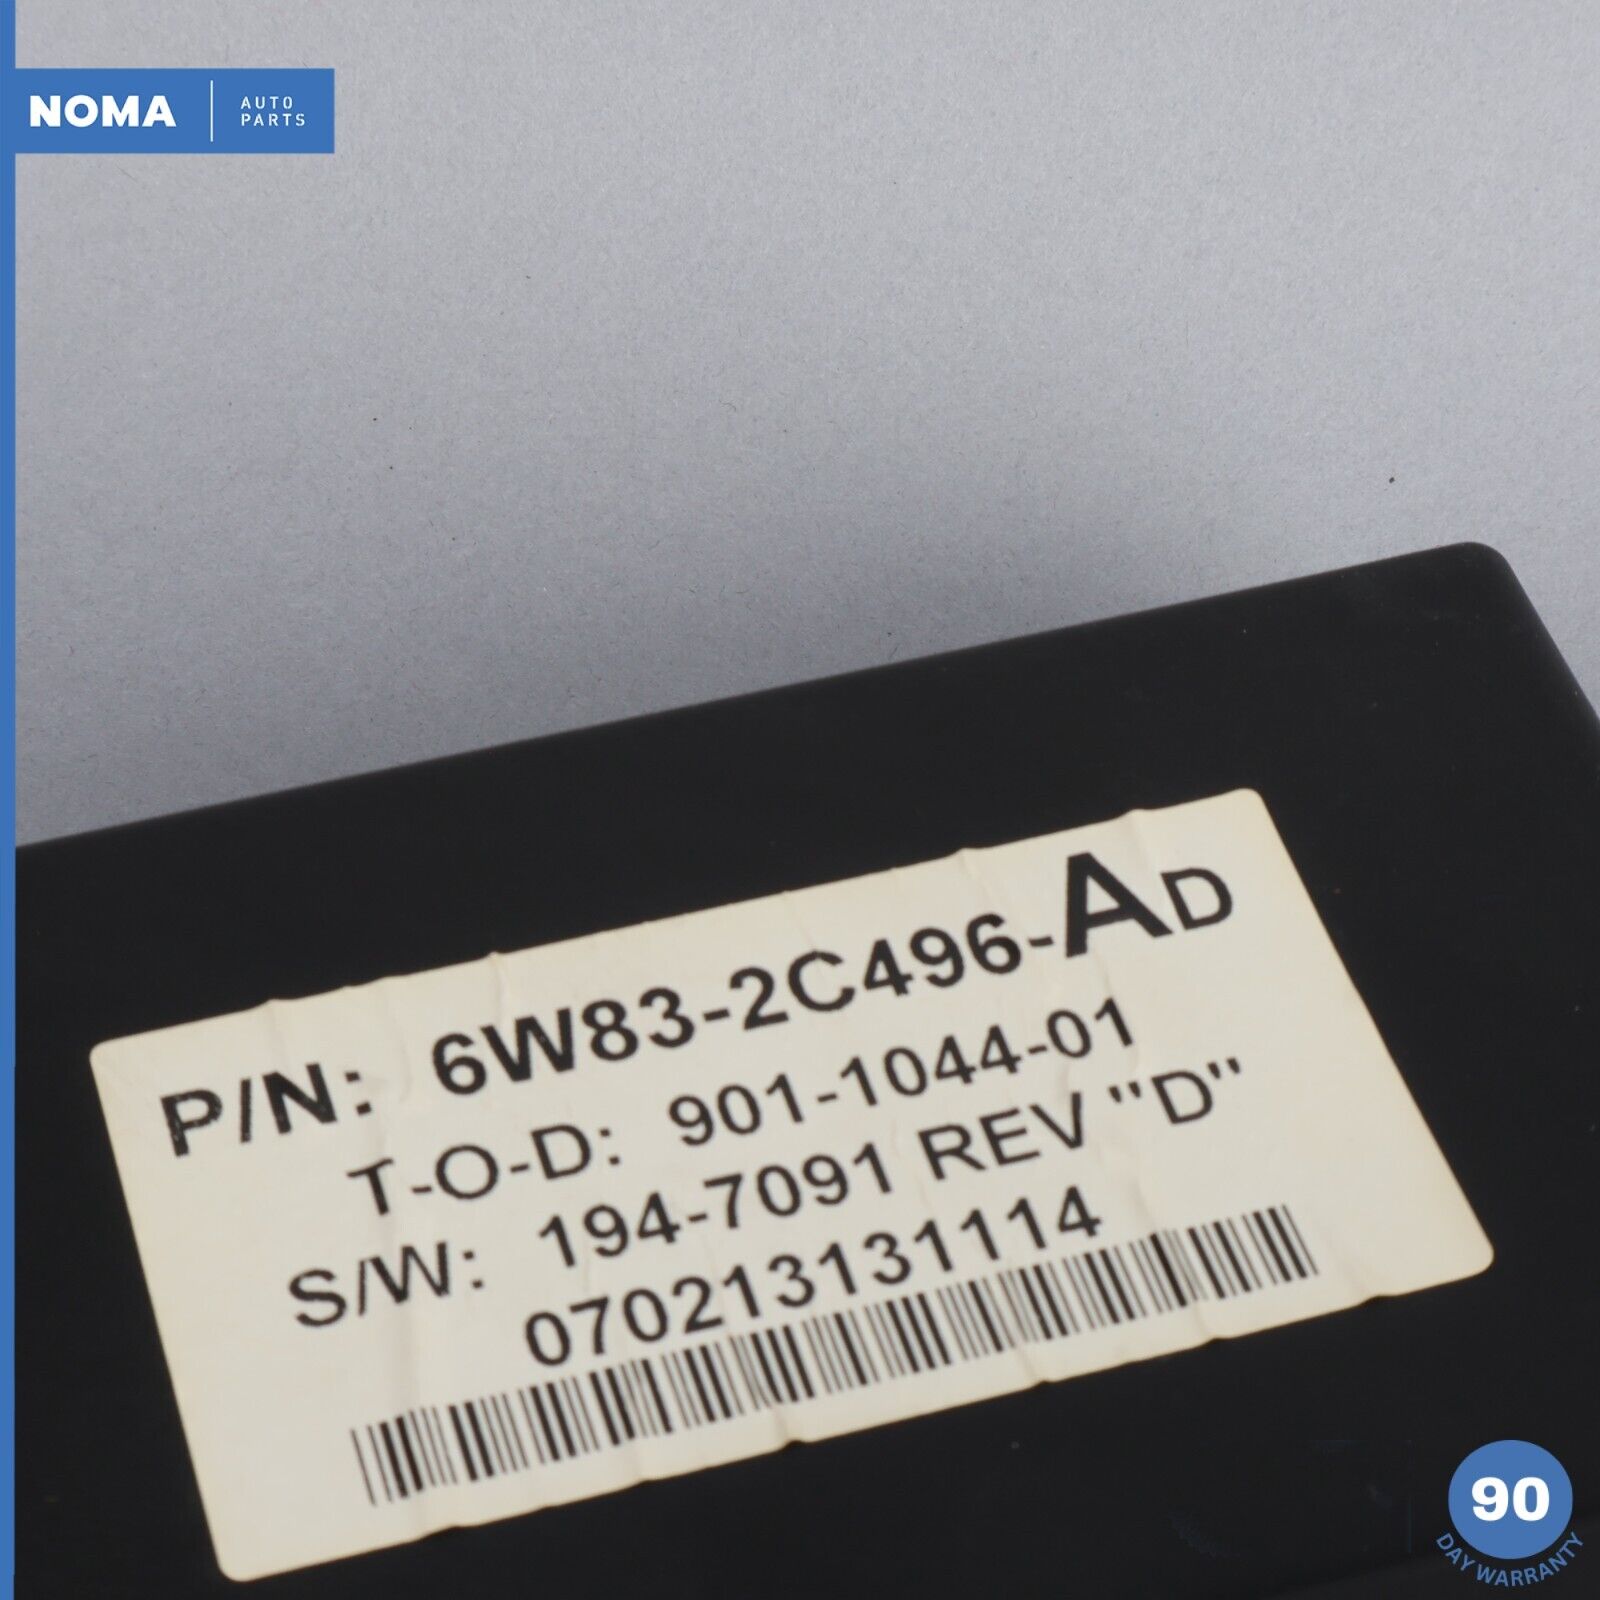 NOMA
AUTO
PARTS
P/N: 6W83-2C496-AD
T-O-D: 901-1044-01
S/W: 194-7091 REV "D"
070213131114
90
DAY WARRANTY